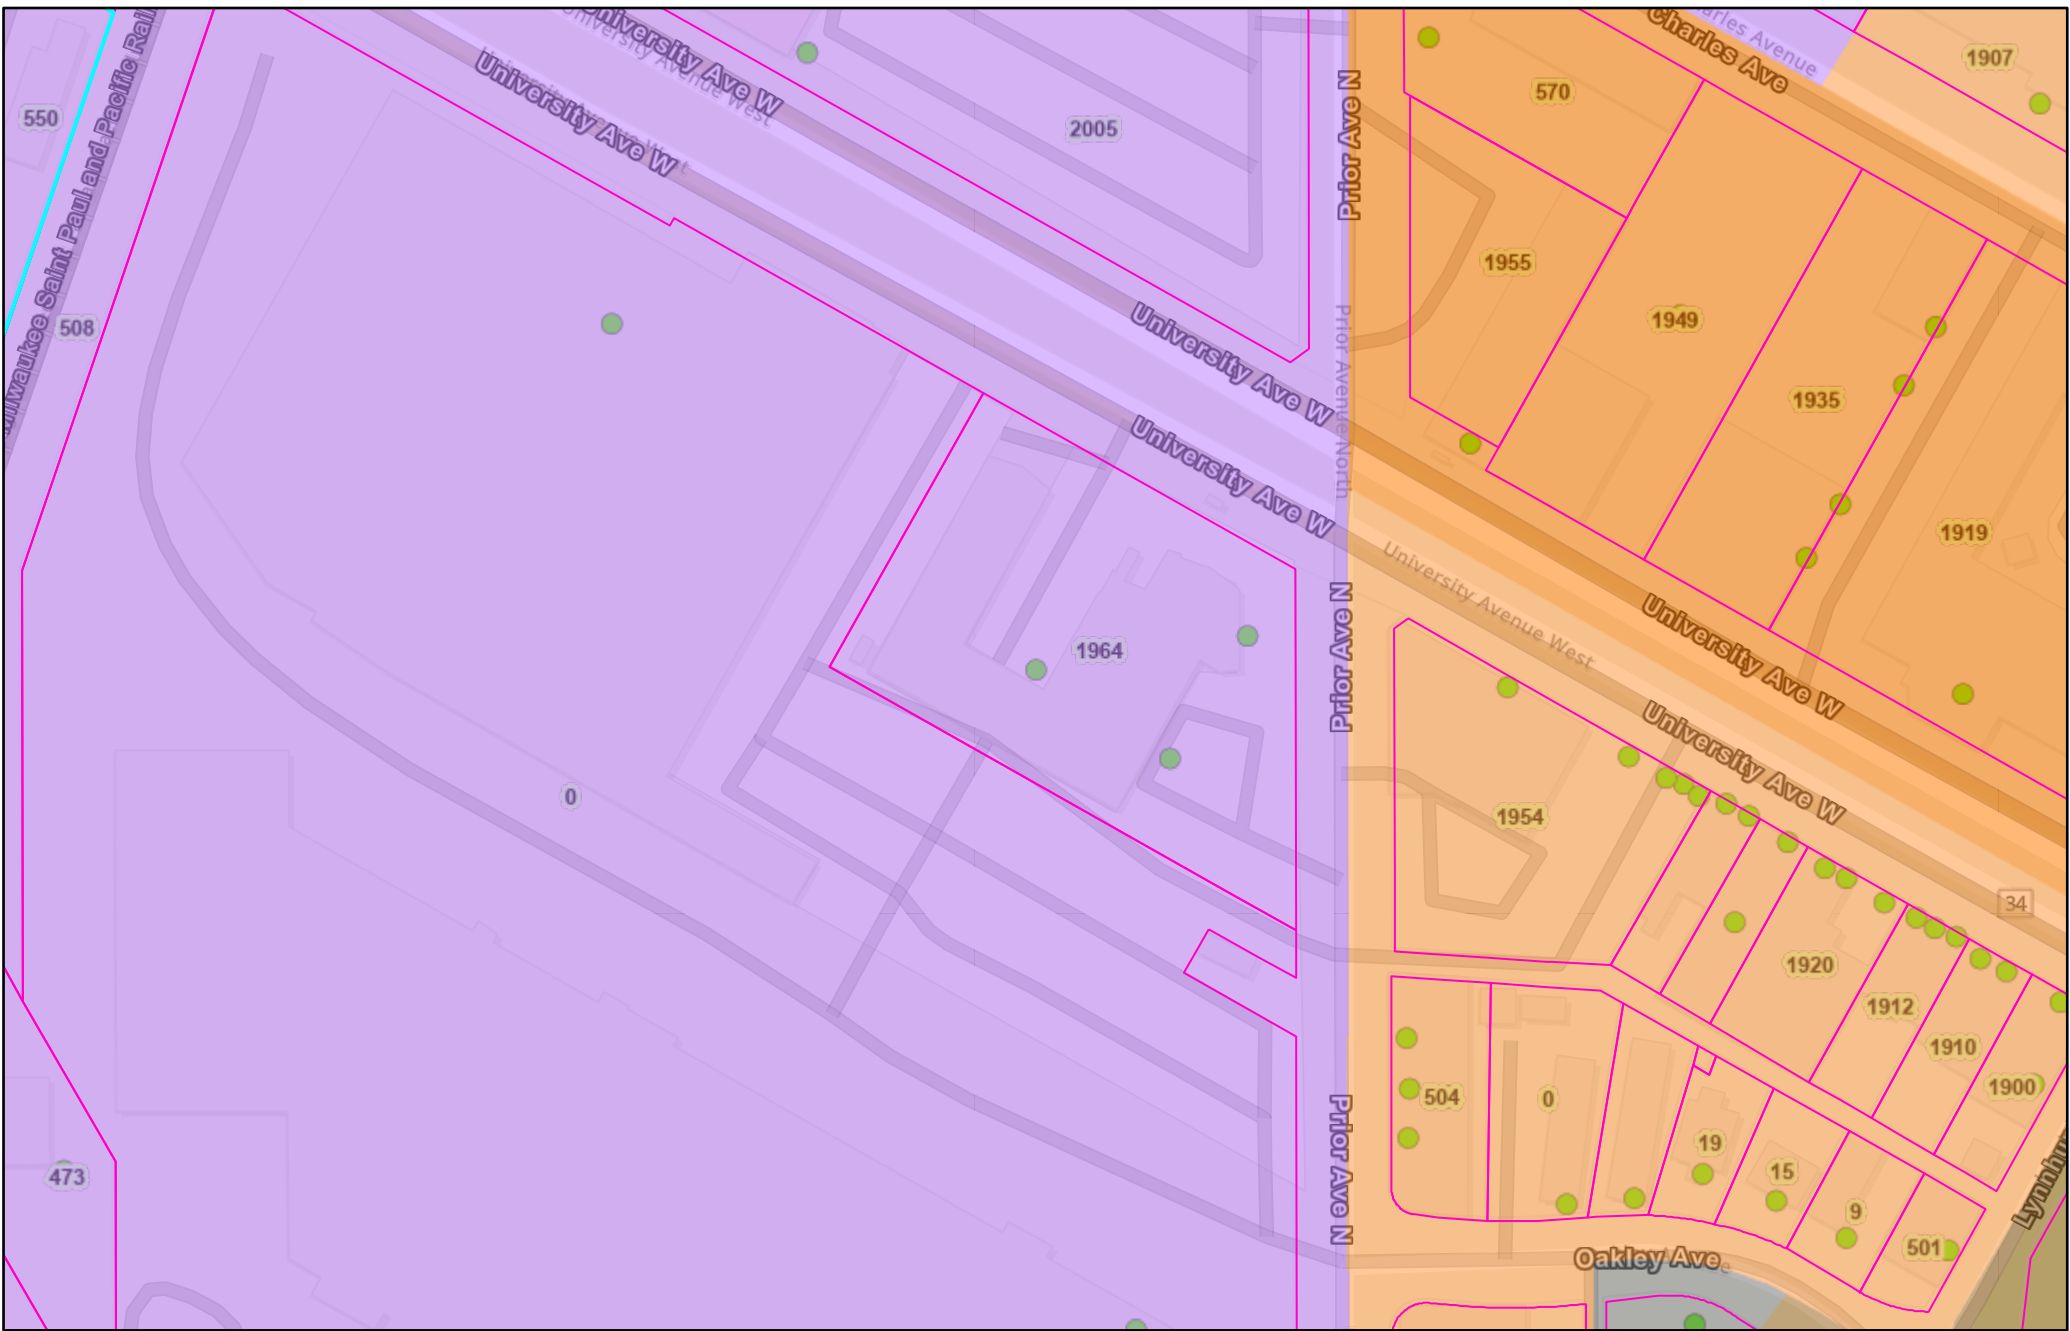 University Ave W
University Avenue West
Charles Ave
Charles Avenue
1907
University Ave W
550
2005
570
Prior Ave N
Milwaukee Saint Paul and Pacific Rail
1955
508
1949
University Ave W
Prior Avenue North
1935
University Ave W
University Avenue West
1919
Prior Ave N
1964
University Ave W
University Ave W
0
1954
34
1920
1912
1910
1900
504
0
19
15
9
501
473
Prior Ave N
Oakley Ave